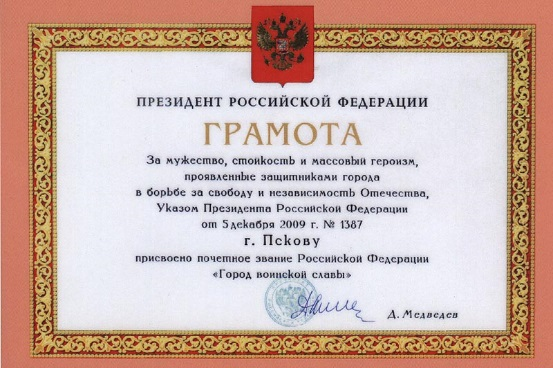 ПРЕЗИДЕНТ РОССИЙСКОЙ ФЕДЕРАЦИИ
ГРАМОТА
За мужество, стойкость и массовый героизм,
проявленные защитниками города
в борьбе за свободу и независимость Отечества,
Указом Президента Российской Федерации
от 5 декабря 2009 г. № 1387
г. Пскову
присвоено почетное звание Российской Федерации
«Город воинской славы»
Д. Медведев